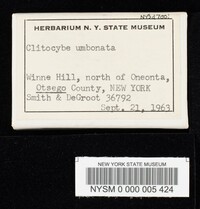 HERBARIUM N. Y. STATE MUSEUM
Clitocybe umbonata
Winne Hill, north of Oneonta,
Otsego County, NEW YORK
Smith & DeGroot 36792
Sept. 21, 1963
NEW YORK STATE MUSEUM
NYSM 0 000 005 424